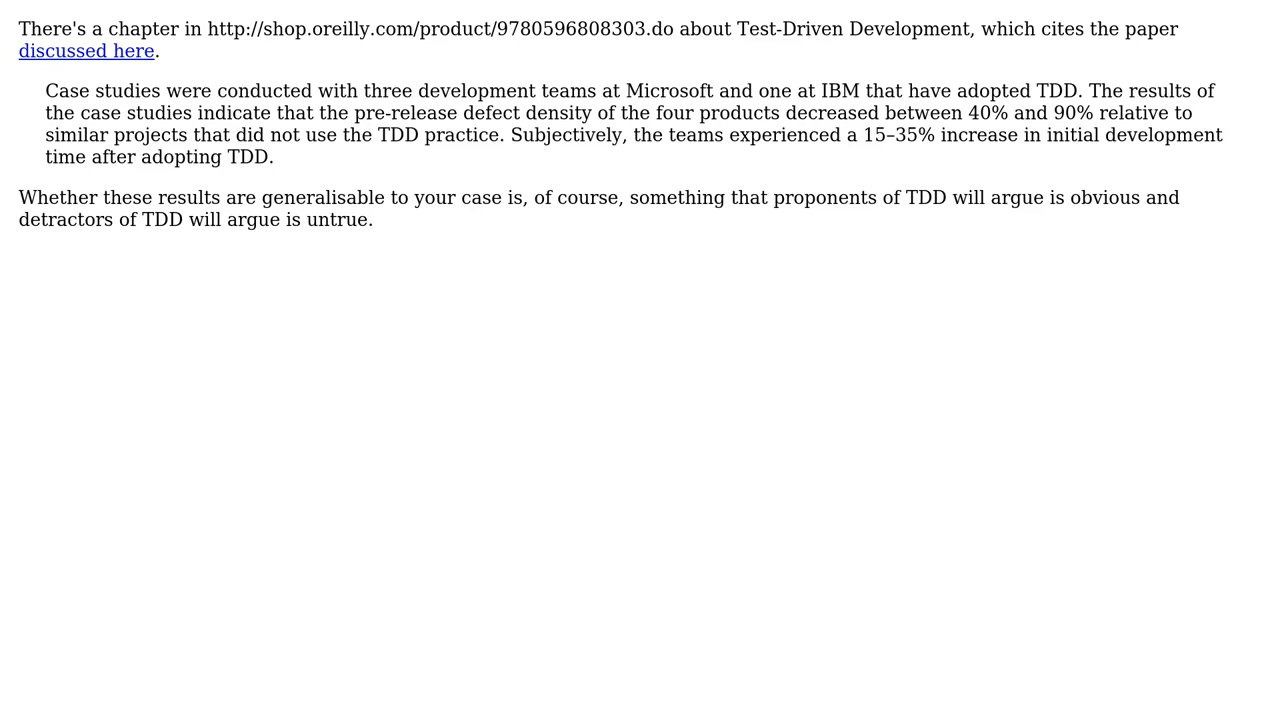 There's a chapter in http://shop.oreilly.com/product/9780596808303.do about Test-Driven Development, which cites the paper
discussed here.
Case studies were conducted with three development teams at Microsoft and one at IBM that have adopted TDD. The results of
the case studies indicate that the pre-release defect density of the four products decreased between 40% and 90% relative to
similar projects that did not use the TDD practice. Subjectively, the teams experienced a 15–35% increase in initial development
time after adopting TDD.
Whether these results are generalisable to your case is, of course, something that proponents of TDD will argue is obvious and
detractors of TDD will argue is untrue.